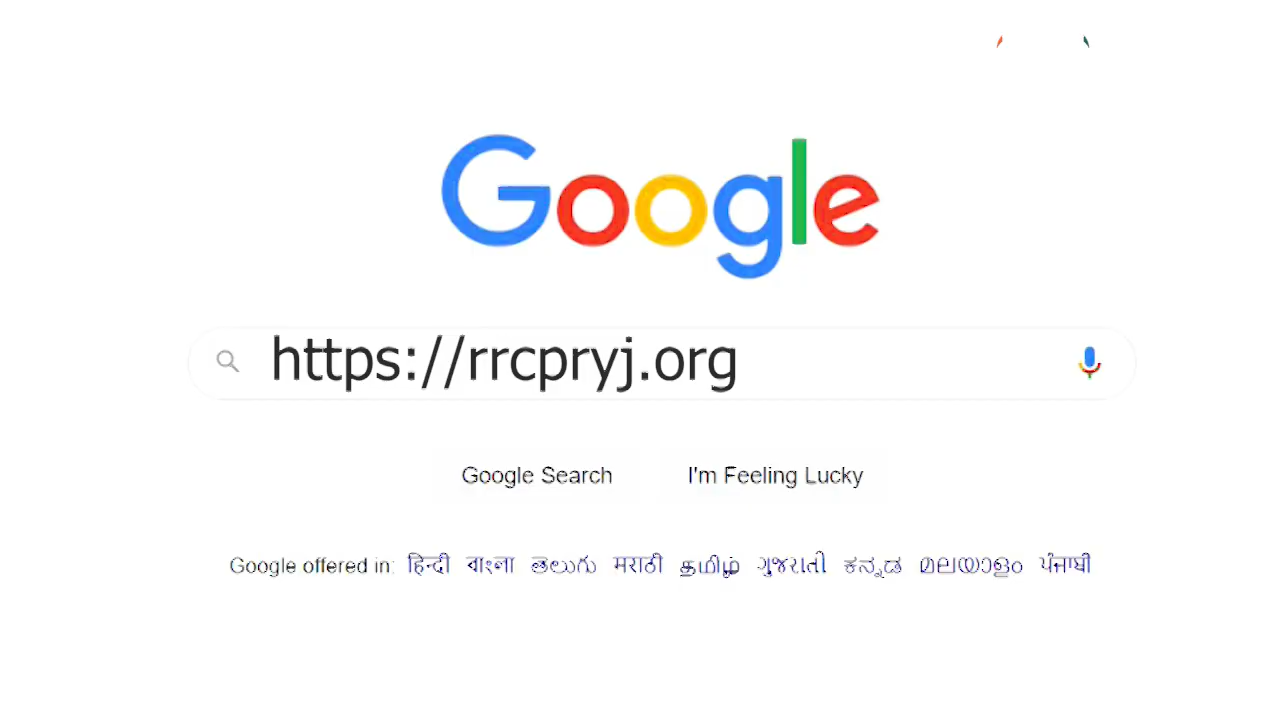 Google
https://rrcpryj.org
Google Search I'm Feeling Lucky
Google offered in: हिन्दी বাংলা తెలుగు मराठी தமிழ் ગુજરાતી ಕನ್ನಡ മലയാളം ਪੰਜਾਬੀ